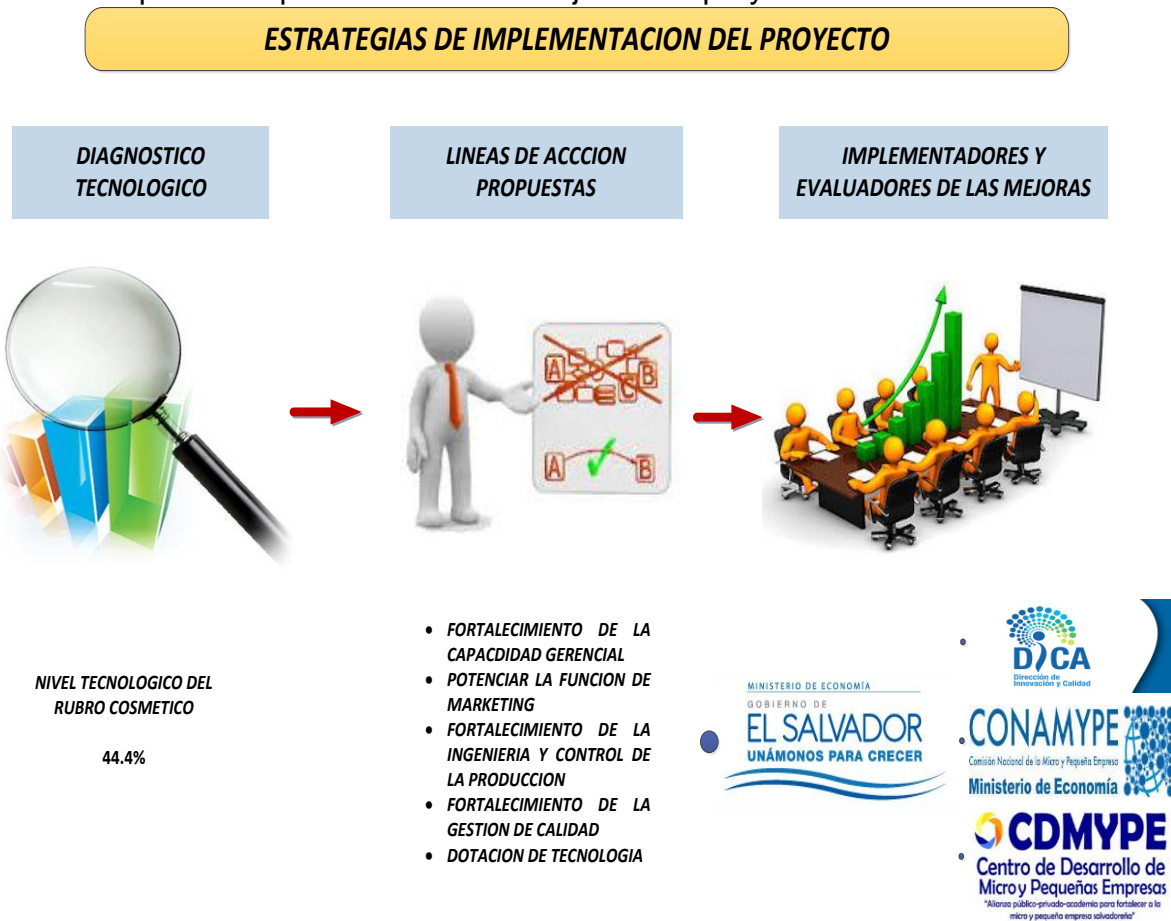 ESTRATEGIAS DE IMPLEMENTACION DEL PROYECTO
DIAGNOSTICO
TECNOLOGICO
LINEAS DE ACCCION
PROPUESTAS
IMPLEMENTADORES Y
EVALUADORES DE LAS MEJORAS
A
B
C
A
B
NIVEL TECNOLOGICO DEL
RUBRO COSMETICO
44.4%
• FORTALECIMIENTO DE LA
CAPACDIDAD GERENCIAL
• POTENCIAR LA FUNCION DE
MARKETING
• FORTALECIMIENTO DE LA
INGENIERIA Y CONTROL DE
LA PRODUCCION
• FORTALECIMIENTO DE LA
GESTION DE CALIDAD
• DOTACION DE TECNOLOGIA
MINISTERIO DE ECONOMÍA
GOBIERNO DE
EL SALVADOR
UNÁMONOS PARA CRECER
DICA
Dirección de
Innovación y Calidad
CONAMYPE
Comisión Nacional de la Micro y Pequeña Empresa
Ministerio de Economía
CDMYPE
Centro de Desarrollo de
Micro y Pequeñas Empresas
"Alianza público-privado-academia para fortalecer a la
micro y pequeña empresa salvadoreña"